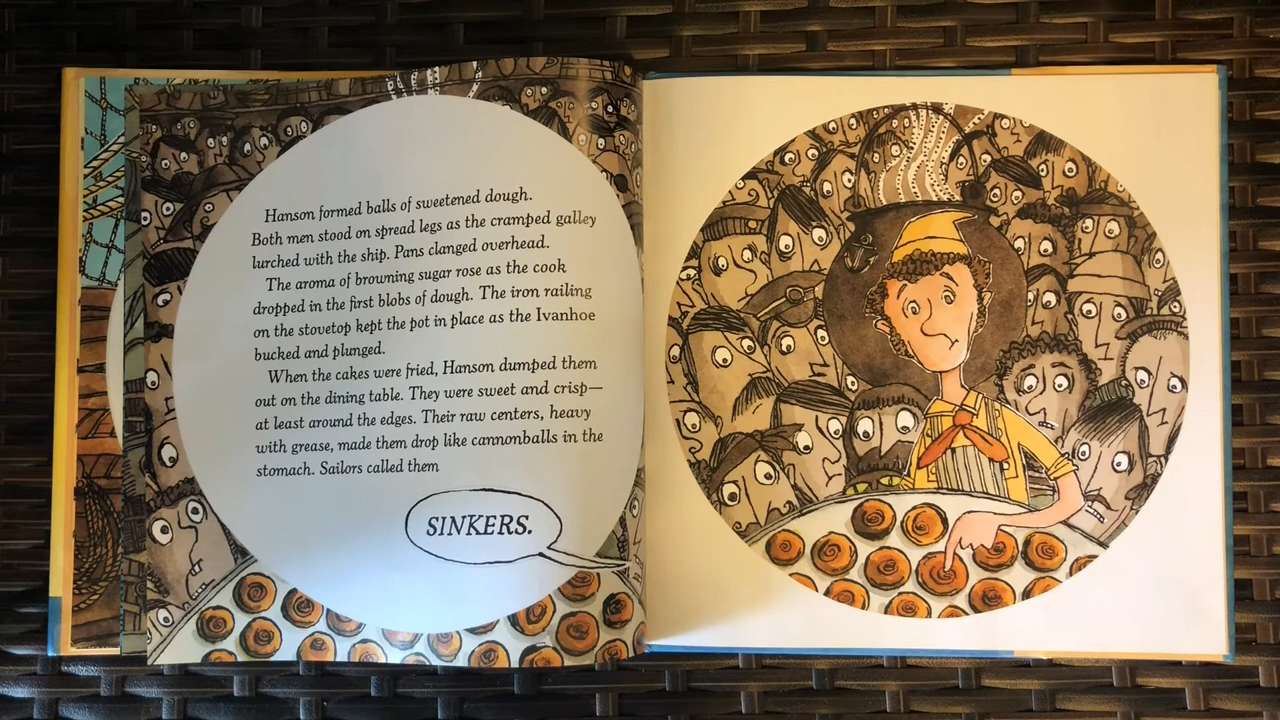 Hanson formed balls of sweetened dough.
Both men stood on spread legs as the cramped galley
lurched with the ship. Pans clanged overhead.
The aroma of browning sugar rose as the cook
dropped in the first blobs of dough. The iron railing
on the stovetop kept the pot in place as the Ivanhoe
bucked and plunged.
When the cakes were fried, Hanson dumped them
out on the dining table. They were sweet and crisp—
at least around the edges. Their raw centers, heavy
with grease, made them drop like cannonballs in the
stomach. Sailors called them
SINKERS.